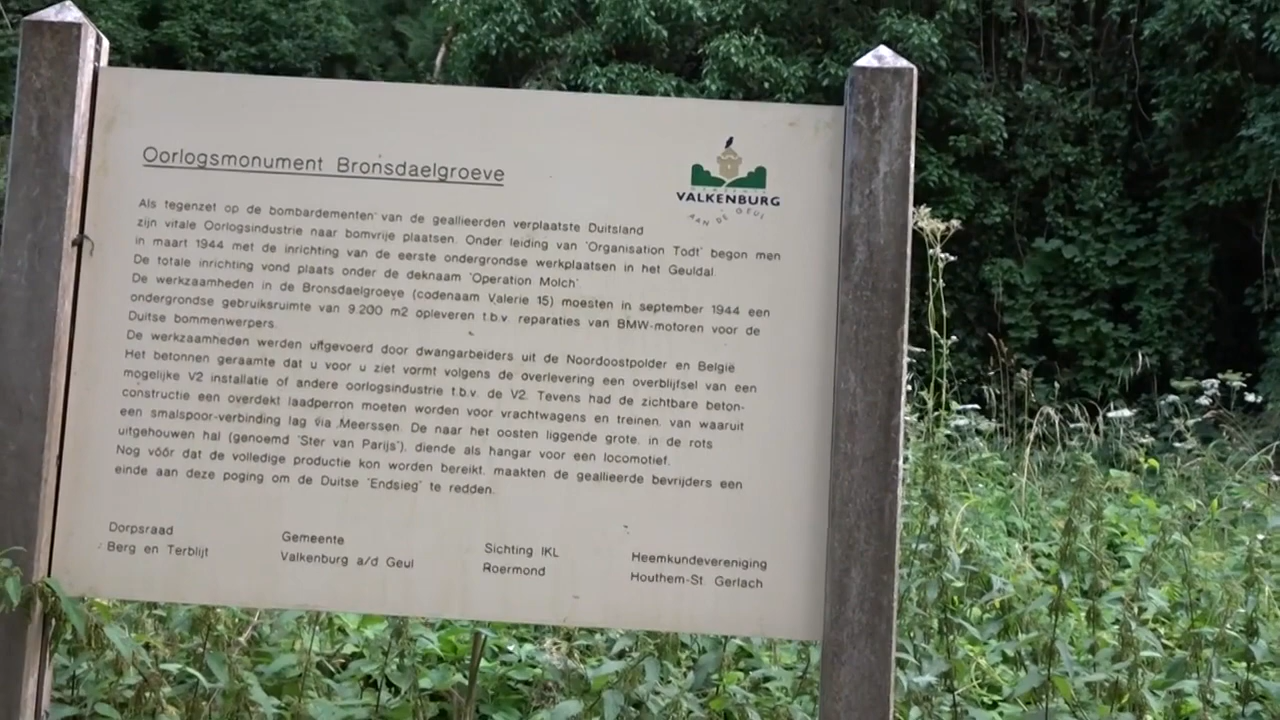 Oorlogsmonument Bronsdaelgroeve
VALKENBURG
AAN DE GEUL
Als tegenzet op de bombardementen van de geallieerden verplaatste Duitsland
zijn vitale Oorlogsindustrie naar bomvrije plaatsen. Onder leiding van "Organisation Todt" begon men
in maart 1944 met de inrichting van de eerste ondergrondse werkplaatsen in het Geuldal.
De totale inrichting vond plaats onder de deknaam "Operation Molch"
De werkzaamheden in de Bronsdaelgroeve (codenaam Valerie 15) moesten in september 1944 een
ondergrondse gebruiksruimte van 9.200 m2 opleveren t.b.v. reparaties van BMW-motoren voor de
Duitse bommenwerpers.
De werkzaamheden werden uitgevoerd door dwangarbeiders uit de Noordoostpolder en Belgie
Het betonnen geraamte dat u voor u ziet vormt volgens de overlevering een overblijfsel van een
mogelijke V2 installatie of andere oorlogsindustrie t.b.v. de V2. Tevens had de zichtbare beton-
constructie een overdekt laadperron moeten worden voor vrachtwagens en treinen, van waaruit
een smalspoor-verbinding lag via Meerssen. De naar het oosten liggende grote, in de rots
uitgehouwen hal (genoemd "Ster van Parijs"), diende als hangar voor een locomotief.
Nog vóór dat de volledige productie kon worden bereikt, maakten de geallieerde bevrijders een
einde aan deze poging om de Duitse "Endsieg" te redden.
Dorpsraad
Berg en Terblijt
Gemeente
Valkenburg a/d Geul
Sichting IKL
Roermond
Heemkundevereniging
Houthem-St Gerlach